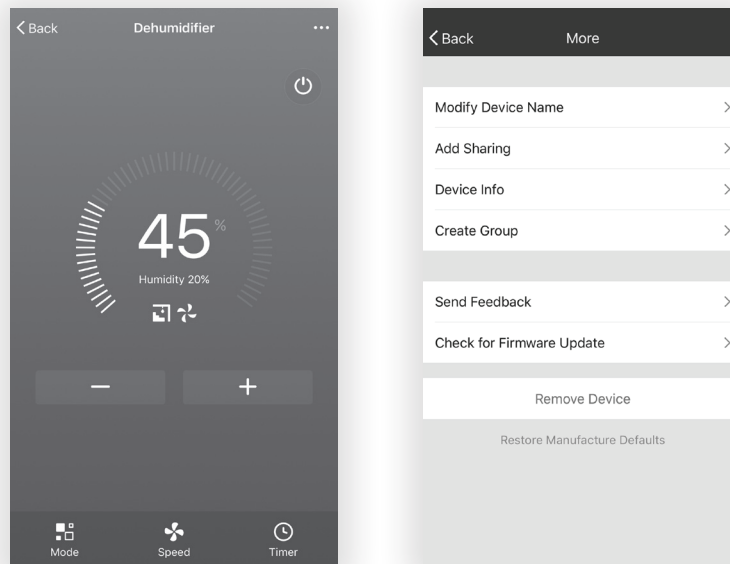 Back
Dehumidifier
45%
Humidity 20%
Mode
Speed
Timer
Back
More
Modify Device Name
Add Sharing
Device Info
Create Group
Send Feedback
Check for Firmware Update
Remove Device
Restore Manufacture Defaults